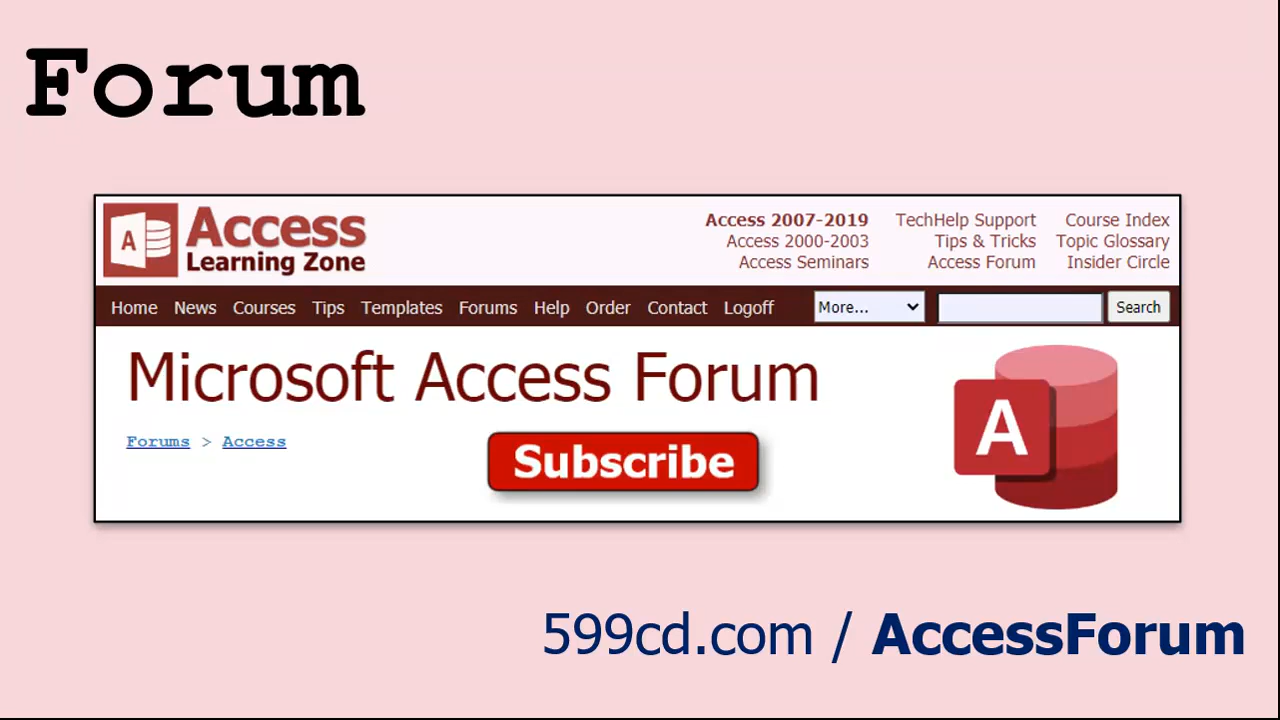 Forum
A
Access
Learning Zone
Access 2007-2019 TechHelp Support Course Index
Access 2000-2003 Tips & Tricks Topic Glossary
Access Seminars Access Forum Insider Circle
Home News Courses Tips Templates Forums Help Order Contact Logoff More... Search
Microsoft Access Forum
Forums > Access
Subscribe
A
599cd.com / AccessForum